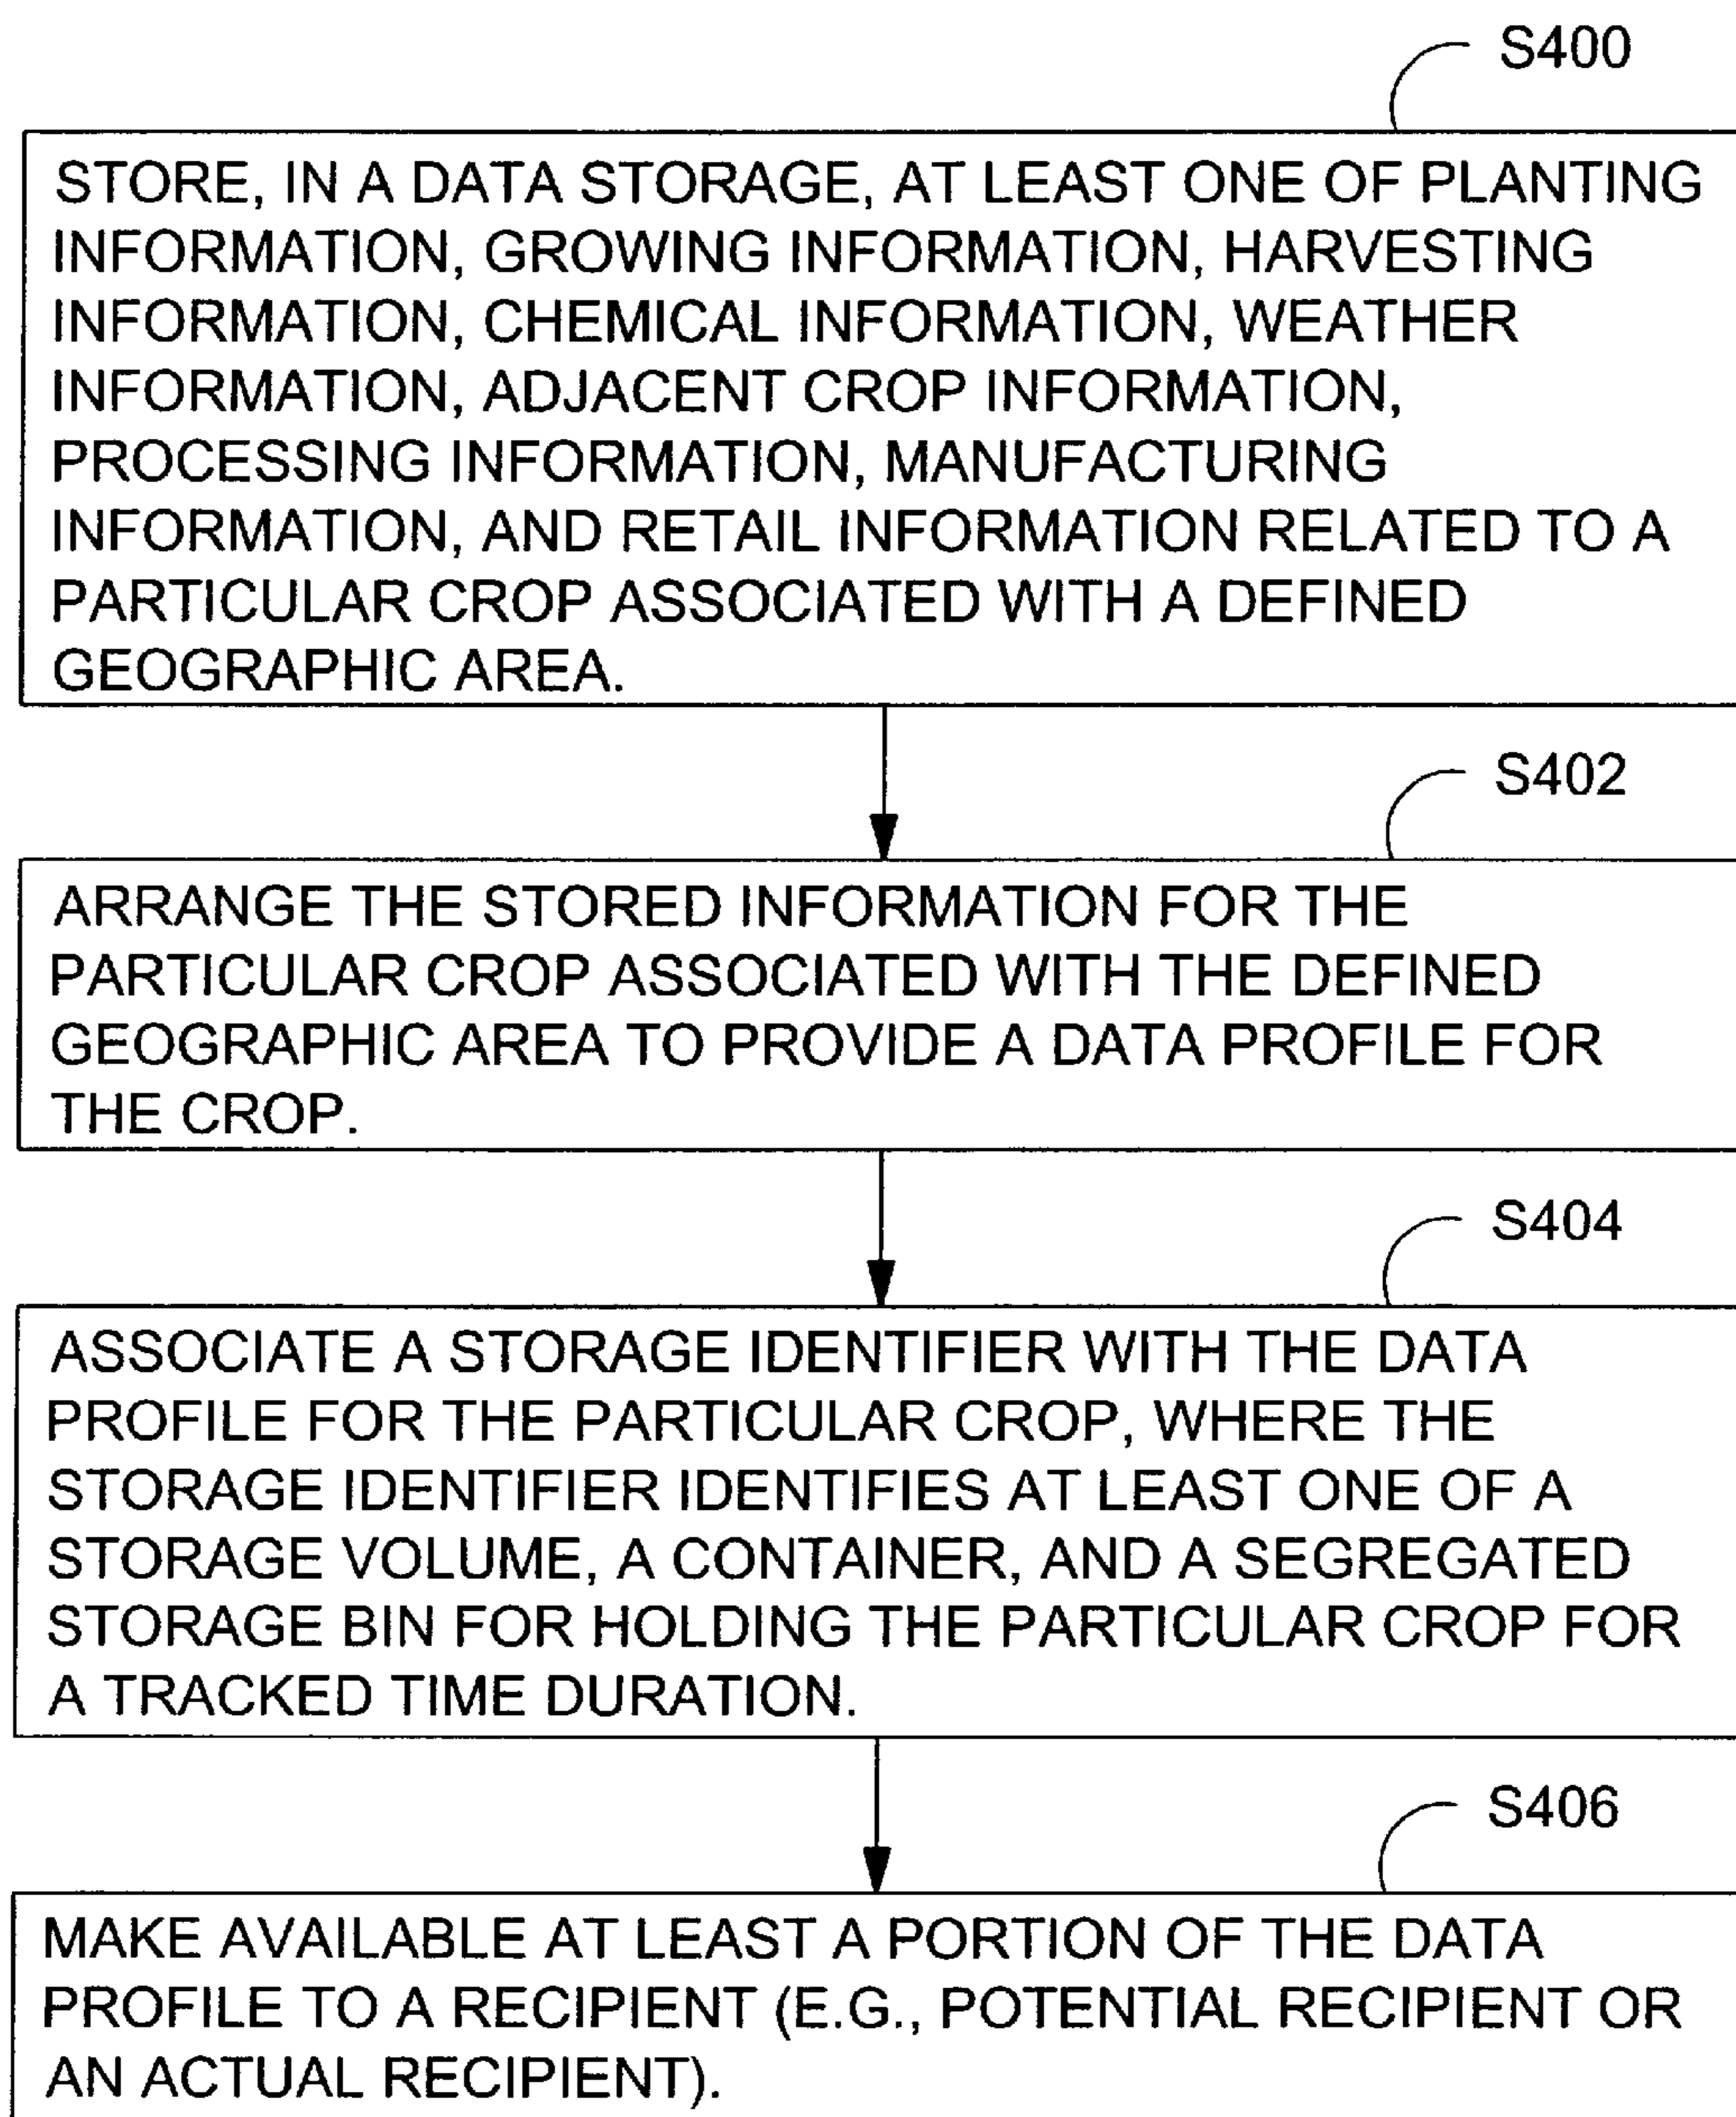 S400
STORE, IN A DATA STORAGE, AT LEAST ONE OF PLANTING
INFORMATION, GROWING INFORMATION, HARVESTING
INFORMATION, CHEMICAL INFORMATION, WEATHER
INFORMATION, ADJACENT CROP INFORMATION,
PROCESSING INFORMATION, MANUFACTURING
INFORMATION, AND RETAIL INFORMATION RELATED TO A
PARTICULAR CROP ASSOCIATED WITH A DEFINED
GEOGRAPHIC AREA.
S402
ARRANGE THE STORED INFORMATION FOR THE
PARTICULAR CROP ASSOCIATED WITH THE DEFINED
GEOGRAPHIC AREA TO PROVIDE A DATA PROFILE FOR
THE CROP.
S404
ASSOCIATE A STORAGE IDENTIFIER WITH THE DATA
PROFILE FOR THE PARTICULAR CROP, WHERE THE
STORAGE IDENTIFIER IDENTIFIES AT LEAST ONE OF A
STORAGE VOLUME, A CONTAINER, AND A SEGREGATED
STORAGE BIN FOR HOLDING THE PARTICULAR CROP FOR
A TRACKED TIME DURATION.
S406
MAKE AVAILABLE AT LEAST A PORTION OF THE DATA
PROFILE TO A RECIPIENT (E.G., POTENTIAL RECIPIENT OR
AN ACTUAL RECIPIENT).